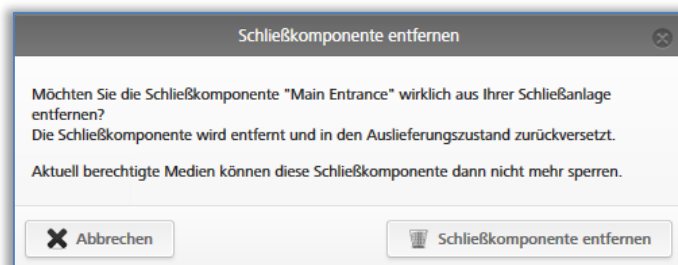 Schließkomponente entfernen
Möchten Sie die Schließkomponente "Main Entrance" wirklich aus Ihrer Schließanlage
entfernen?
Die Schließkomponente wird entfernt und in den Auslieferungszustand zurückversetzt.
Aktuell berechtigte Medien können diese Schließkomponente dann nicht mehr sperren.
Abbrechen
Schließkomponente entfernen